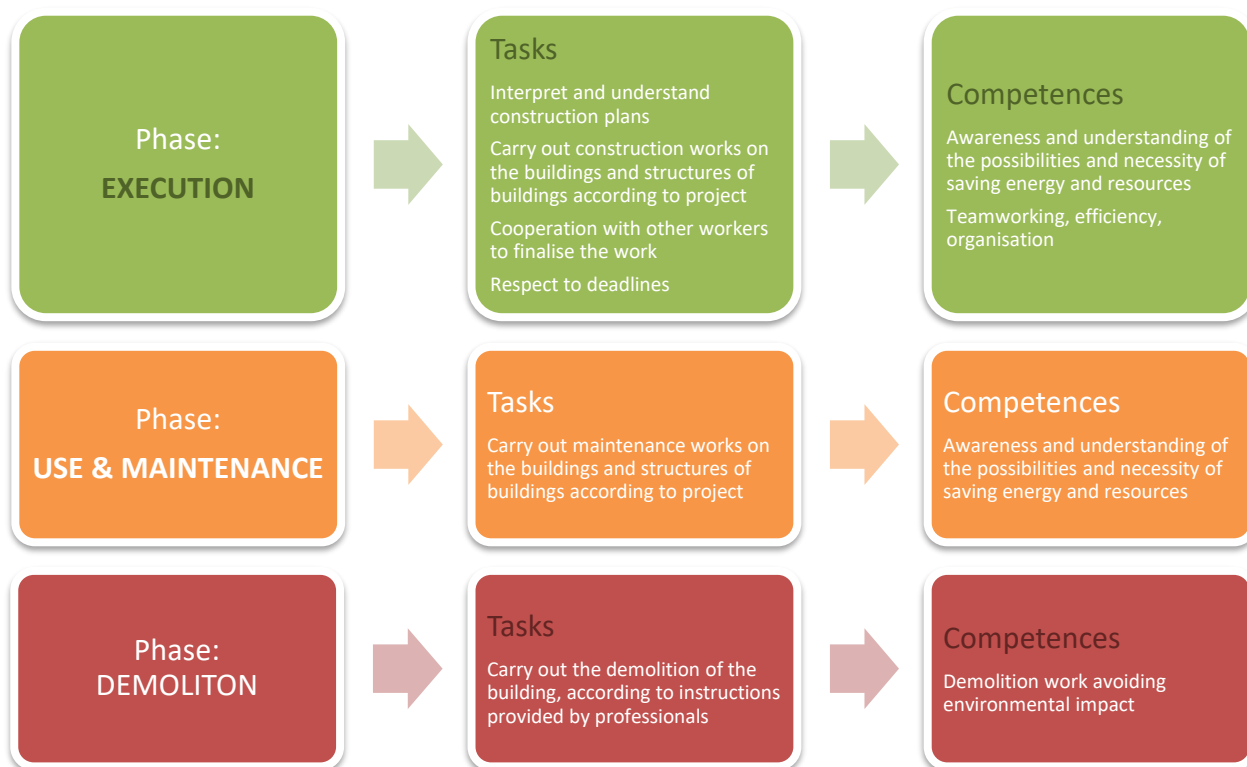 Phase:
EXECUTION
Tasks
Interpret and understand
construction plans
Carry out construction works on
the buildings and structures of
buildings according to project
Cooperation with other workers
to finalise the work
Respect to deadlines
Competences
Awareness and understanding of
the possibilities and necessity of
saving energy and resources
Teamworking, efficiency,
organisation
Phase:
USE & MAINTENANCE
Tasks
Carry out maintenance works on
the buildings and structures of
buildings according to project
Competences
Awareness and understanding of
the possibilities and necessity of
saving energy and resources
Phase:
DEMOLITON
Tasks
Carry out the demolition of the
building, according to instructions
provided by professionals
Competences
Demolition work avoiding
environmental impact